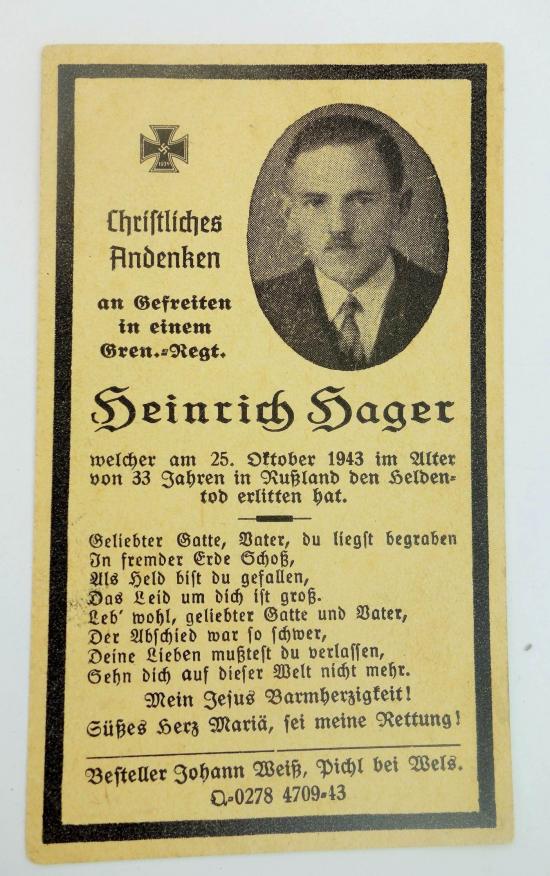 1939
Christliches
Andenken
an Gefreiten
in einem
Gren.-Regt.
Heinrich Hager
welcher am 25. Oktober 1943 im Alter
von 33 Jahren in Rußland den Helden-
tod erlitten hat.
Geliebter Gatte, Vater, du liegst begraben
In fremder Erde Schoß,
Als Held bist du gefallen,
Das Leid um dich ist groß.
Leb' wohl, geliebter Gatte und Vater,
Der Abschied war so schwer,
Deine Lieben mußtest du verlassen,
Sehn dich auf dieser Welt nicht mehr.
Mein Jesus Barmherzigkeit!
Süßes Herz Mariä, sei meine Rettung!
Besteller Johann Weiß, Pichl bei Wels.
Q-0278 4709-43